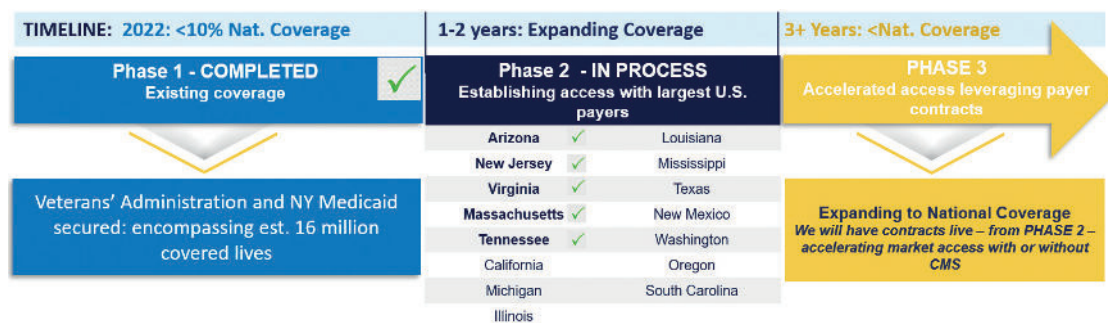 TIMELINE: 2022: <10% Nat. Coverage
Phase 1 - COMPLETED
Existing coverage
✓
Veterans' Administration and NY Medicaid
secured: encompassing est. 16 million
covered lives
1-2 years: Expanding Coverage
Phase 2 - IN PROCESS
Establishing access with largest U.S.
payers
Arizona ✓ Louisiana
New Jersey ✓ Mississippi
Virginia ✓ Texas
Massachusetts ✓ New Mexico
Tennessee ✓ Washington
California Oregon
Michigan South Carolina
Illinois
3+ Years: <Nat. Coverage
PHASE 3
Accelerated access leveraging payer
contracts
Expanding to National Coverage
We will have contracts live – from PHASE 2 –
accelerating market access with or without
CMS